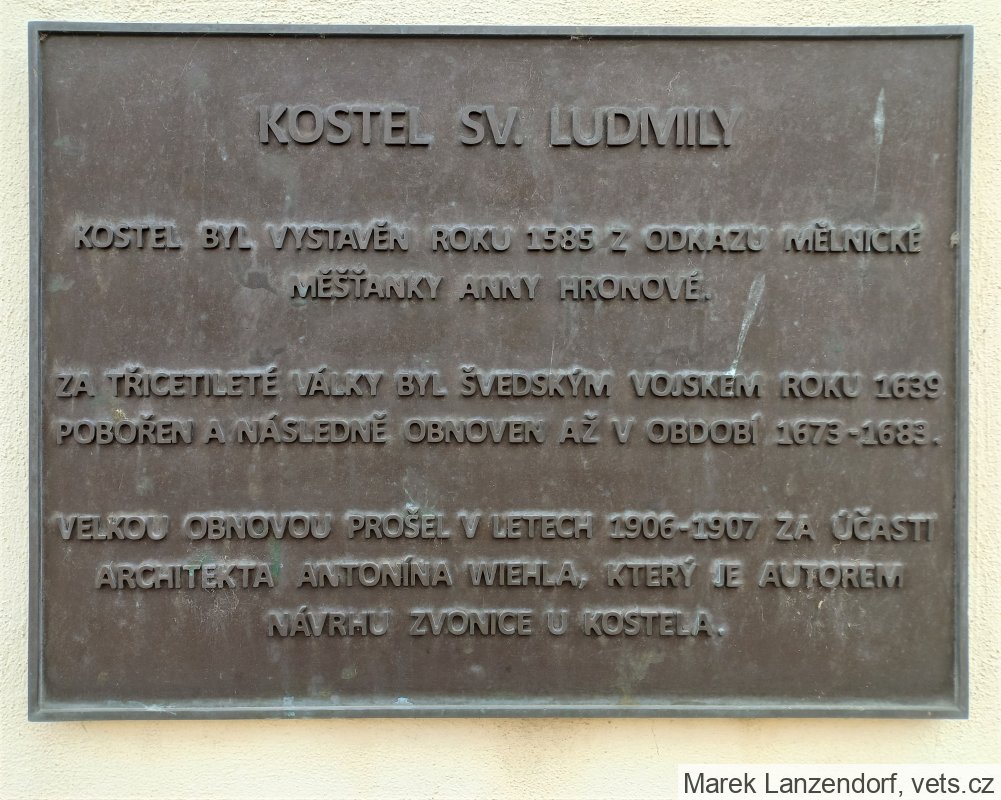 KOSTEL SV. LUDMILY
KOSTEL BYL VYSTAVĚN ROKU 1585 Z ODKAZU MĚLNICKÉ
MĚŠŤANKY ANNY HRONOVÉ.
ZA TŘICETILETÉ VÁLKY BYL ŠVEDSKÝM VOJSKEM ROKU 1639
POBOŘEN A NÁSLEDNĚ OBNOVEN AŽ V OBDOBÍ 1673-1683.
VELKOU OBNOVOU PROŠEL V LETECH 1906-1907 ZA ÚČASTI
ARCHITEKTA ANTONÍNA WIEHLA, KTERÝ JE AUTOREM
NÁVRHU ZVONICE U KOSTELA.
Marek Lanzendorf, vets.cz